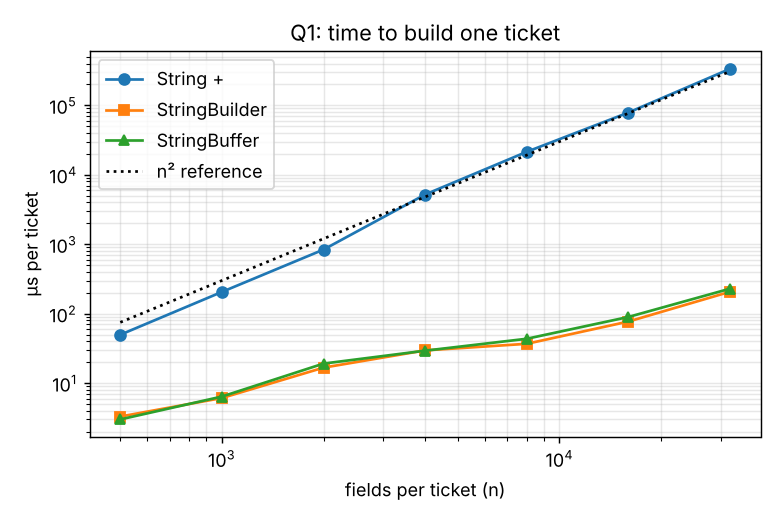 Q1: time to build one ticket
String +
StringBuilder
StringBuffer
n² reference
µs per ticket
10⁵
10⁴
10³
10²
10¹
10³
10⁴
fields per ticket (n)